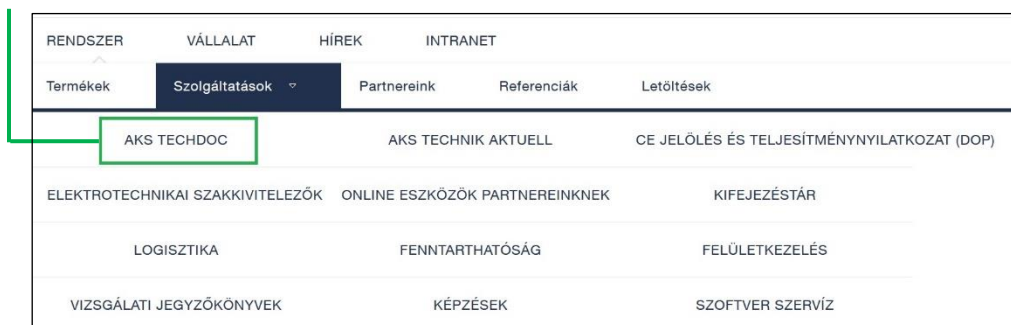 RENDSZER VÁLLALAT HÍREK INTRANET
Termékek Szolgáltatások Partnereink Referenciák Letöltések
AKS TECHDOC AKS TECHNIK AKTUELL CE JELÖLÉS ÉS TELJESÍTMÉNYNYILATKOZAT (DOP)
ELEKTROTECHNIKAI SZAKKIVITELEZŐK ONLINE ESZKÖZÖK PARTNEREINKNEK KIFEJEZÉSTÁR
LOGISZTIKA FENNTARTHATÓSÁG FELÜLETKEZELÉS
VIZSGÁLATI JEGYZŐKÖNYVEK KÉPZÉSEK SZOFTVER SZERVÍZ